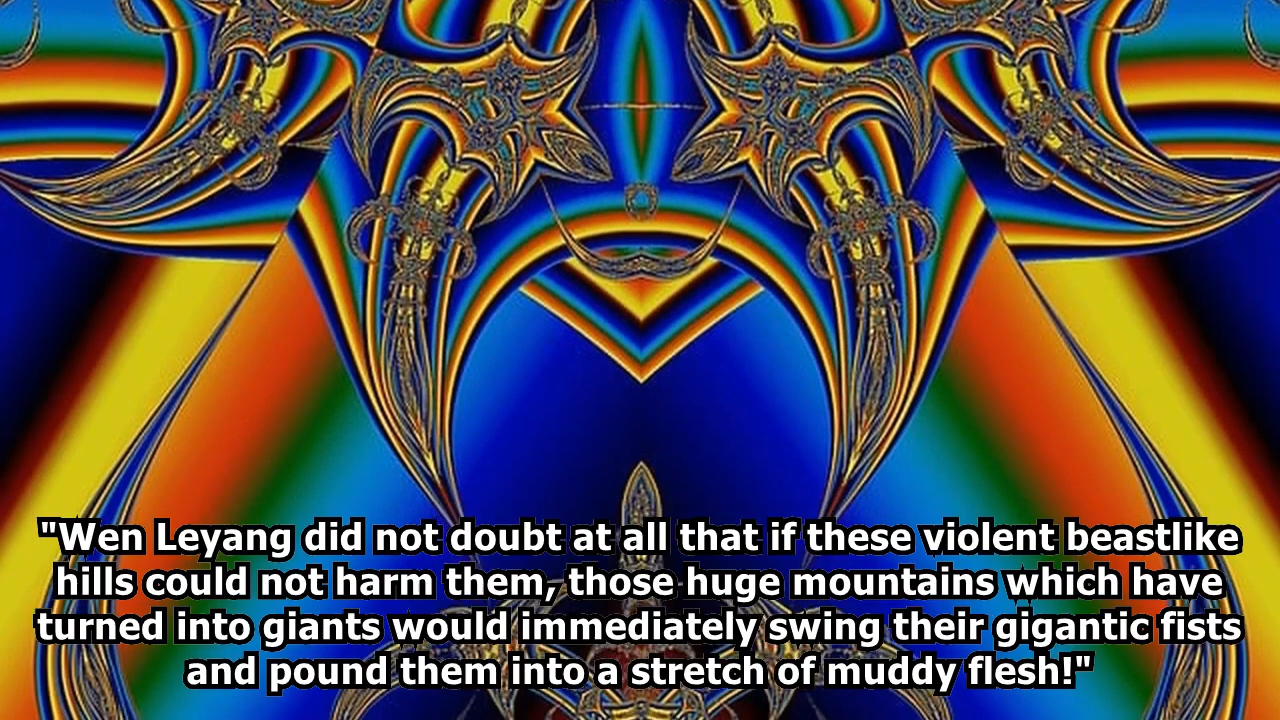 "Wen Leyang did not doubt at all that if these violent beastlike
hills could not harm them, those huge mountains which have
turned into giants would immediately swing their gigantic fists
and pound them into a stretch of muddy flesh!"